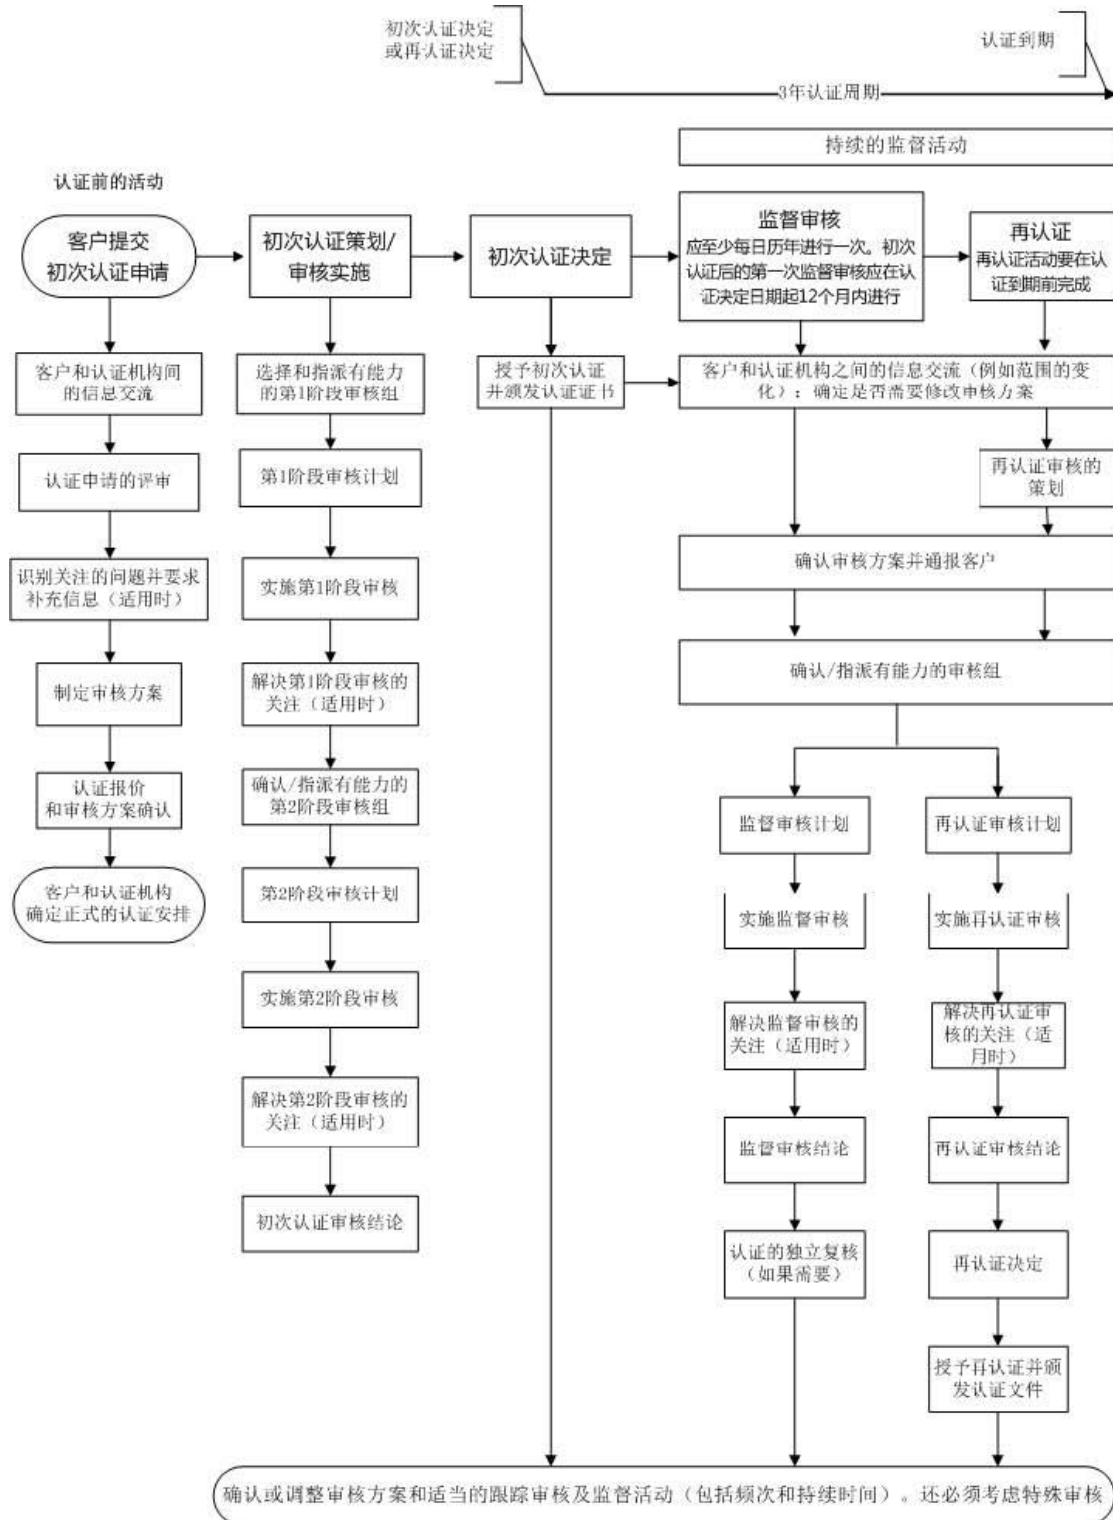 初次认证决定
或再认证决定
认证到期
3年认证周期
持续的监督活动
认证前的活动
客户提交
初次认证申请
初次认证策划/
审核实施
初次认证决定
监督审核
应至少每日历年进行一次。初次
认证后的第一次监督审核应在认
证决定日期起12个月内进行
再认证
再认证活动要在认
证到期前完成
客户和认证机构间
的信息交流
选择和指派有能力
的第1阶段审核组
授予初次认证
并颁发认证证书
客户和认证机构之间的信息交流（例如范围的变
化）：确定是否需要修改审核方案
认证申请的评审
第1阶段审核计划
再认证审核的
策划
识别关注的问题并要求
补充信息（适用时）
实施第1阶段审核
确认审核方案并通报客户
制定审核方案
解决第1阶段审核的
关注（适用时）
确认/指派有能力的审核组
认证报价
和审核方案确认
确认/指派有能力的
第2阶段审核组
监督审核计划
再认证审核计划
客户和认证机构
确定正式的认证安排
第2阶段审核计划
实施监督审核
实施再认证审核
实施第2阶段审核
解决监督审核的
关注（适用时）
解决再认证审
核的关注（适
月时）
解决第2阶段审核的
关注（适用时）
监督审核结论
再认证审核结论
初次认证审核结论
认证的独立复核
（如果需要）
再认证决定
授予再认证并颁
发认证文件
确认或调整审核方案和适当的跟踪审核及监督活动（包括频次和持续时间）。还必须考虑特殊审核